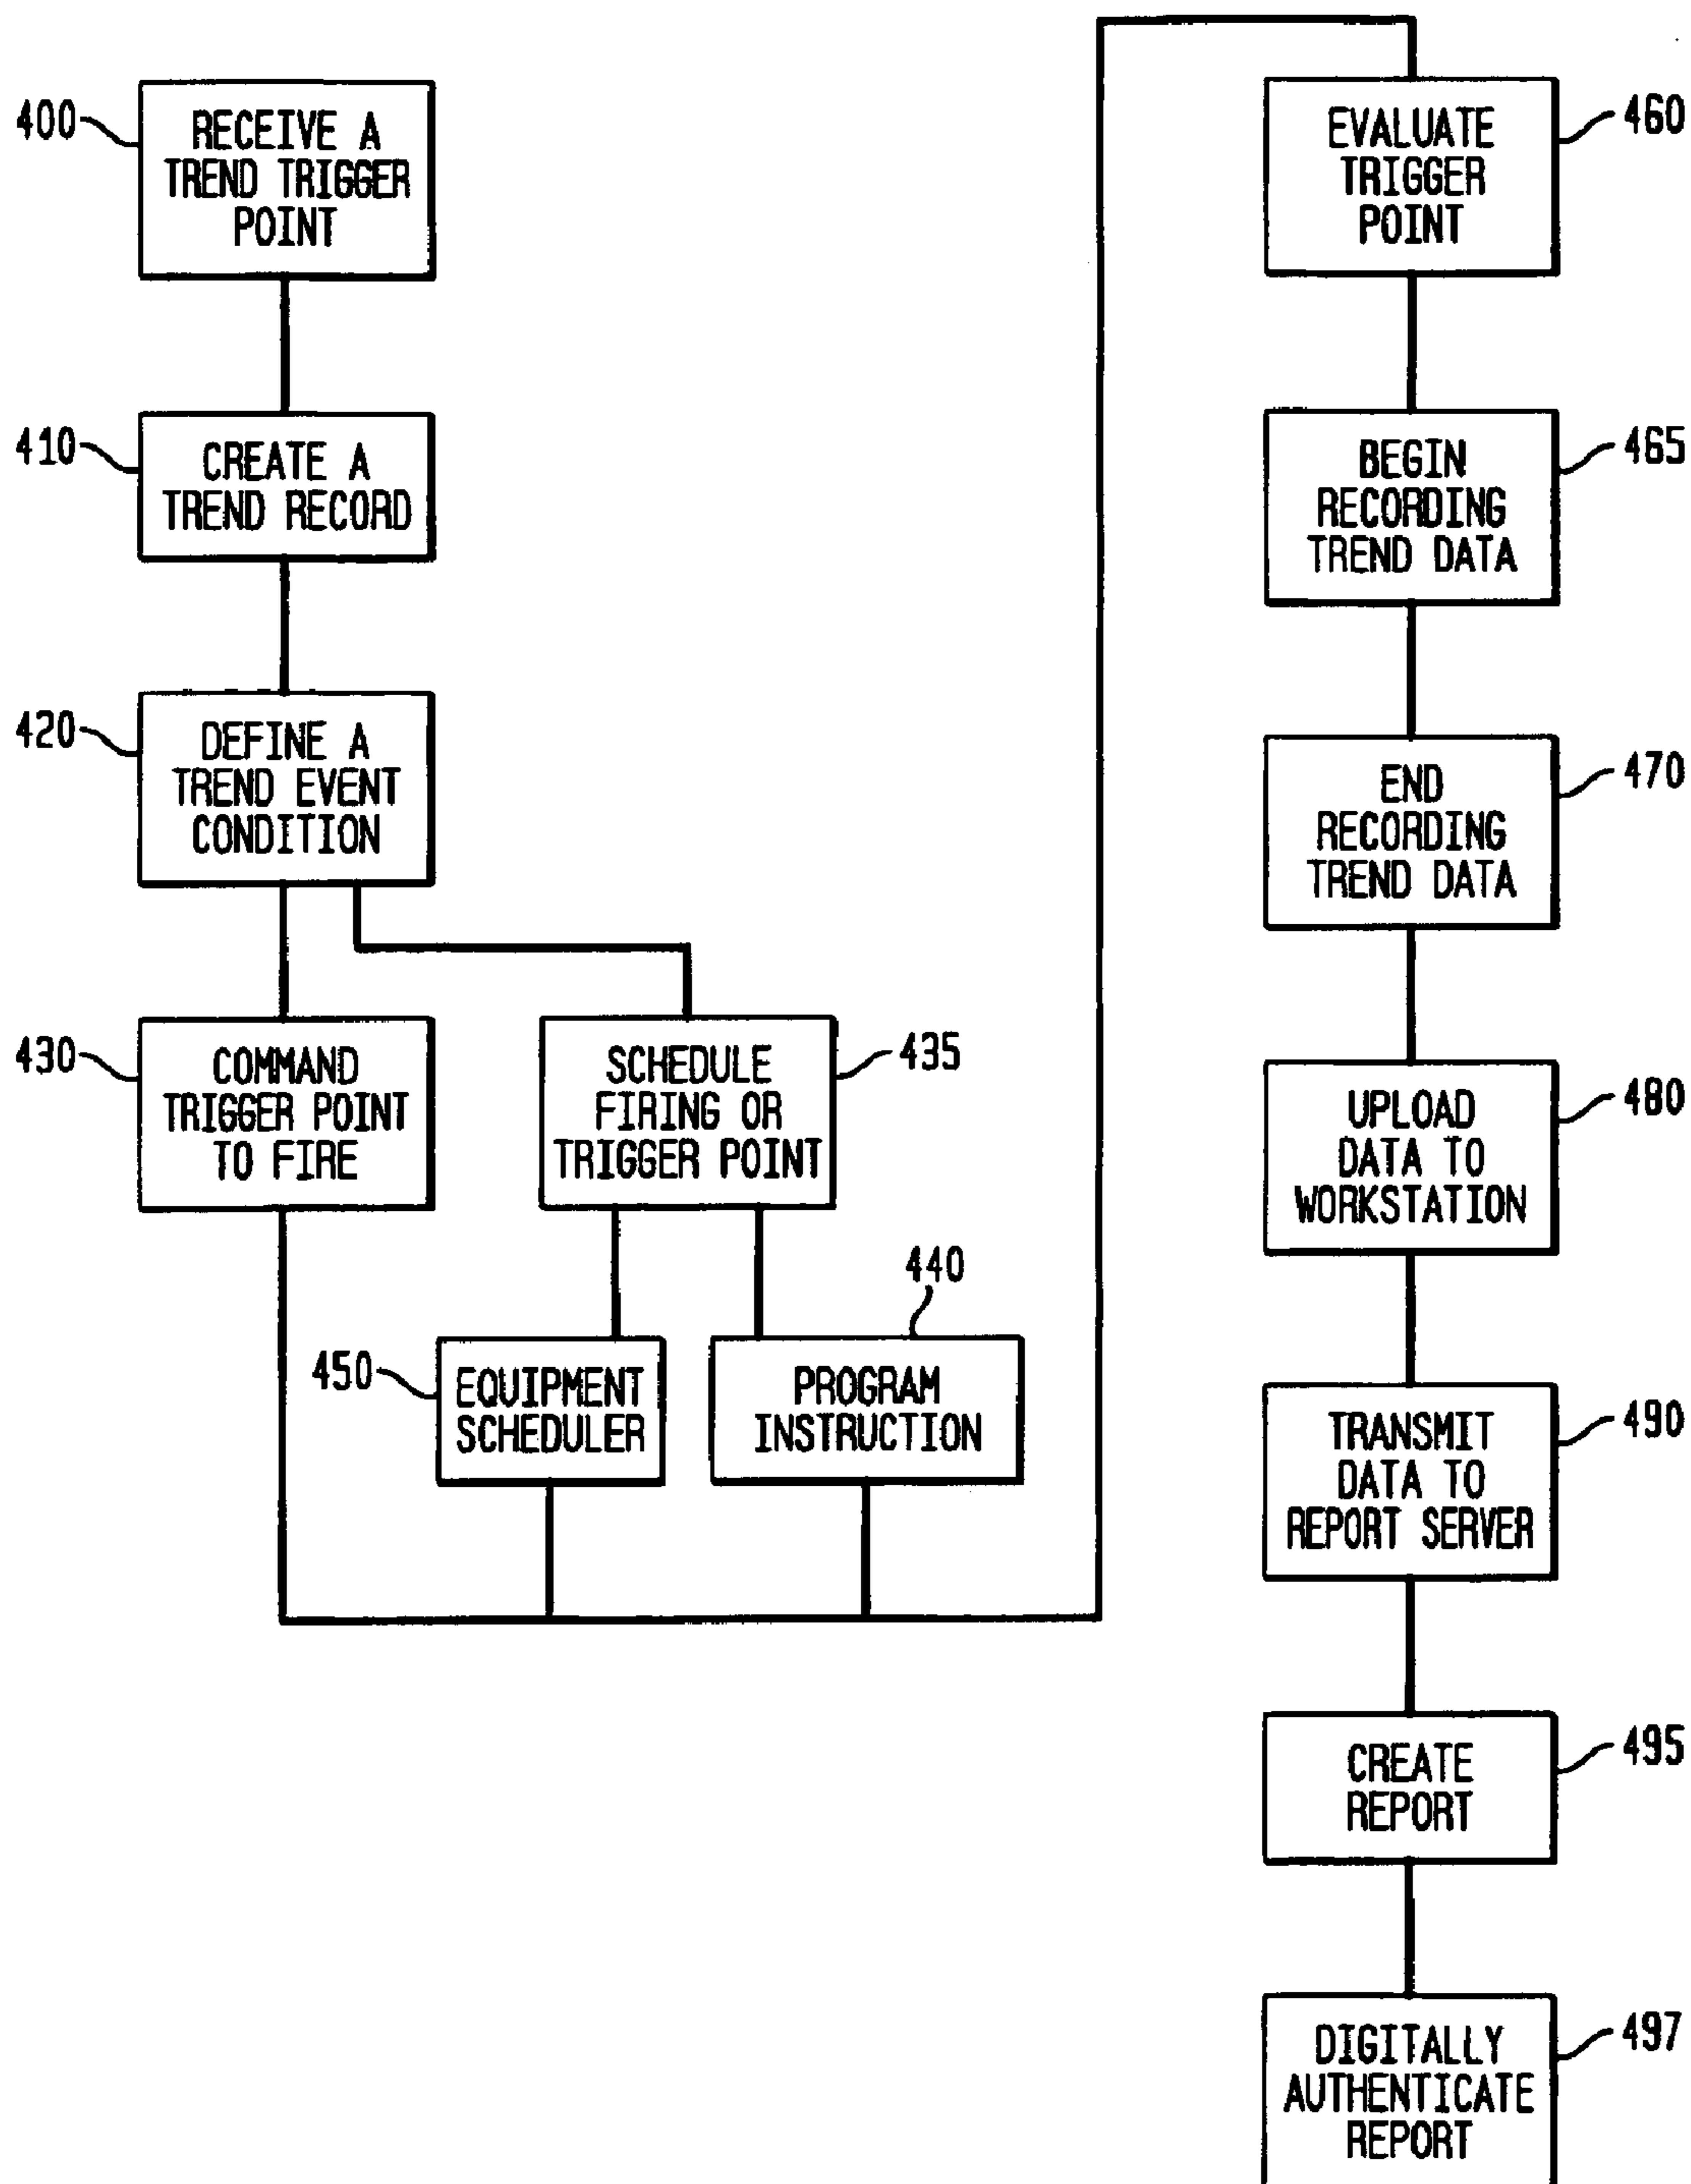 400
RECEIVE A
TREND TRIGGER
POINT
410
CREATE A
TREND RECORD
420
DEFINE A
TREND EVENT
CONDITION
430
COMMAND
TRIGGER POINT
TO FIRE
SCHEDULE
FIRING OR
TRIGGER POINT
435
440
450
EQUIPMENT
SCHEDULER
PROGRAM
INSTRUCTION
EVALUATE
TRIGGER
POINT
460
BEGIN
RECORDING
TREND DATA
465
END
RECORDING
TREND DATA
470
UPLOAD
DATA TO
WORKSTATION
480
TRANSMIT
DATA TO
REPORT SERVER
490
CREATE
REPORT
495
DIGITALLY
AUTHENTICATE
REPORT
497